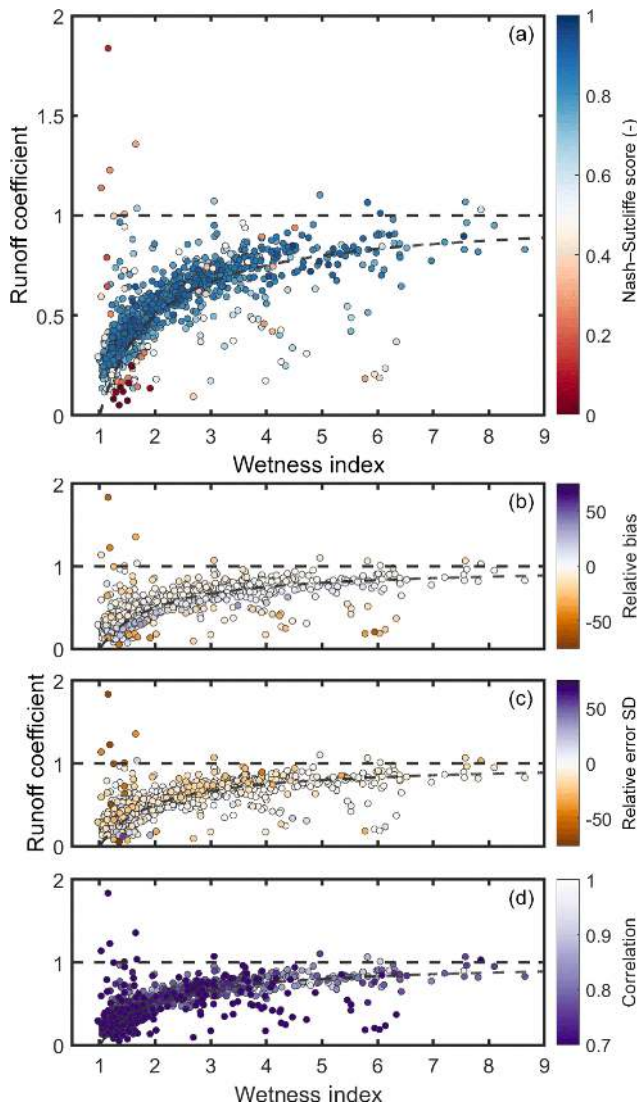 2
(a)
1
1.5
0.8
Runoff coefficient
1
0.6
0.5
0.4
0.2
0
0
1 2 3 4 5 6 7 8 9
Wetness index
Nash–Sutcliffe score (-)
2
(b)
50
1
0
0
-50
Relative bias
2
(c)
50
Runoff coefficient
1
0
0
-50
Relative error SD
2
(d)
1
0.9
1
0.8
0
0.7
Correlation
1 2 3 4 5 6 7 8 9
Wetness index